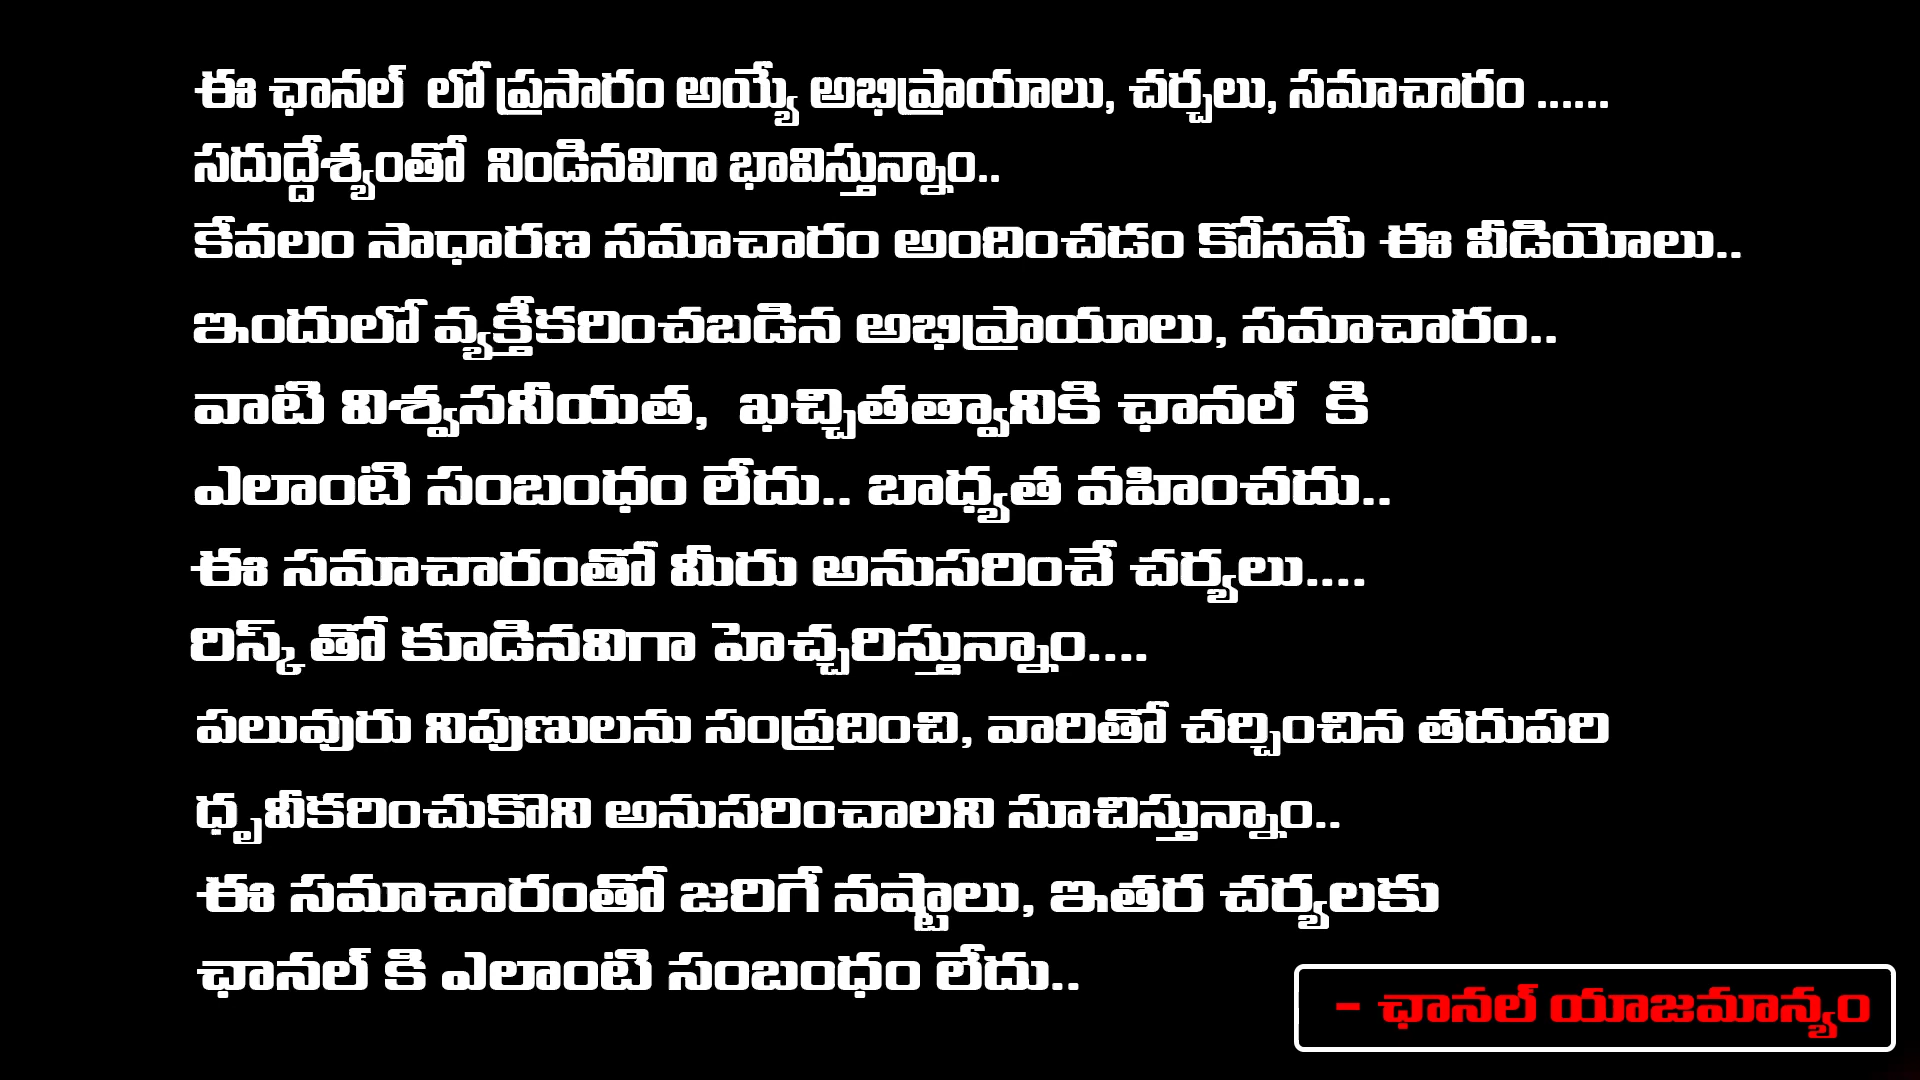 ఈ ఛానల్ లో ప్రసారం అయ్యే అభిప్రాయాలు, చర్చలు, సమాచారం ......
సదుద్దేశ్యంతో నిండినవిగా భావిస్తున్నాం..
కేవలం సాధారణ సమాచారం అందించడం కోసమే ఈ వీడియోలు..
ఇందులో వ్యక్తీకరించబడిన అభిప్రాయాలు, సమాచారం..
వాటి విశ్వసనీయత, ఖచ్చితత్వానికి ఛానల్ కి
ఎలాంటి సంబంధం లేదు.. బాధ్యత వహించదు..
ఈ సమాచారంతో మీరు అనుసరించే చర్యలు....
రిస్క్ తో కూడినవిగా హెచ్చరిస్తున్నాం....
పలువురు నిపుణులను సంప్రదించి, వారితో చర్చించిన తదుపరి
ధృవీకరించుకొని అనుసరించాలని సూచిస్తున్నాం..
ఈ సమాచారంతో జరిగే నష్టాలు, ఇతర చర్యలకు
ఛానల్ కి ఎలాంటి సంబంధం లేదు..
- ఛానల్ యాజమాన్యం